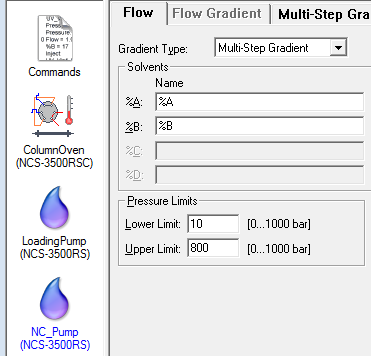 UV_
Press
Pressure.
Flow = 1.0
%B = 17
Inject
Commands
ColumnOven
(NCS-3500RSC)
LoadingPump
(NCS-3500RS)
NC_Pump
(NCS-3500RS)
Flow Flow Gradient Multi-Step Gra
Gradient Type: Multi-Step Gradient
Solvents
Name
%A: %A
%B: %B
%C:
%D:
Pressure Limits
Lower Limit: 10 [0...1000 bar]
Upper Limit: 800 [0...1000 bar]